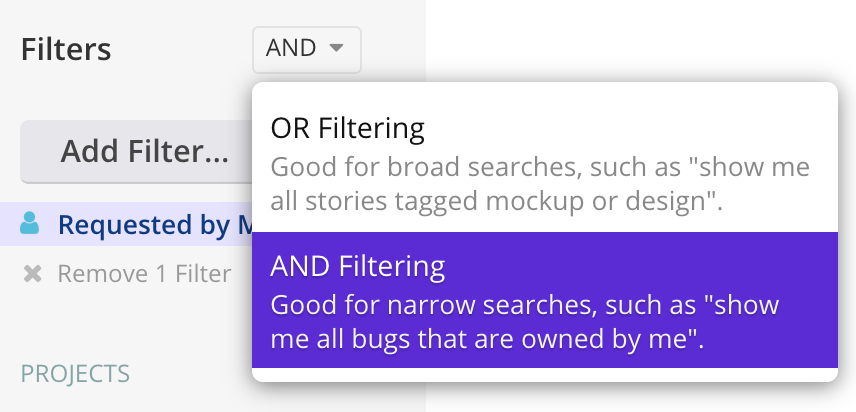 Filters
AND
Add Filter...
Requested by
Remove 1 Filter
PROJECTS
OR Filtering
Good for broad searches, such as "show me
all stories tagged mockup or design".
AND Filtering
Good for narrow searches, such as "show
me all bugs that are owned by me".